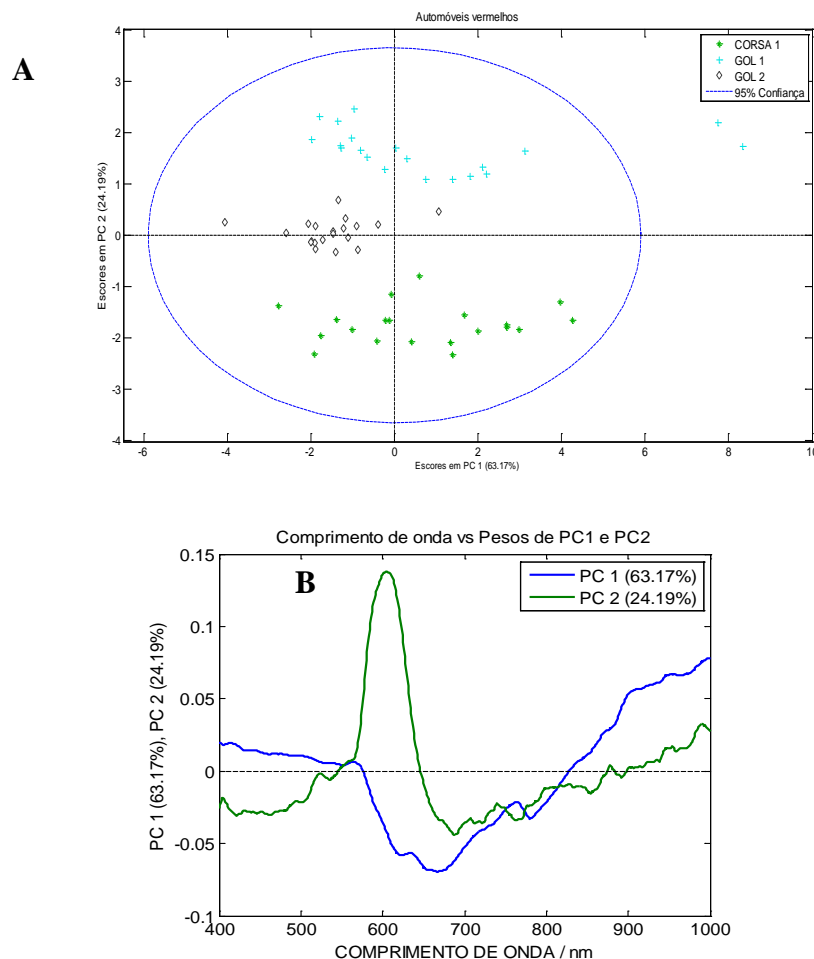 A
Automóveis vermelhos
CORSA 1
GOL 1
GOL 2
95% Confiança
Escores em PC 2 (24.19%)
4
3
2
1
0
-1
-2
-3
-4
-6
-4
-2
0
2
4
6
8
10
Escores em PC 1 (63.17%)
Comprimento de onda vs Pesos de PC1 e PC2
B
PC 1 (63.17%)
PC 2 (24.19%)
PC 1 (63.17%), PC 2 (24.19%)
0.15
0.1
0.05
0
-0.05
-0.1
400
500
600
700
800
900
1000
COMPRIMENTO DE ONDA / nm